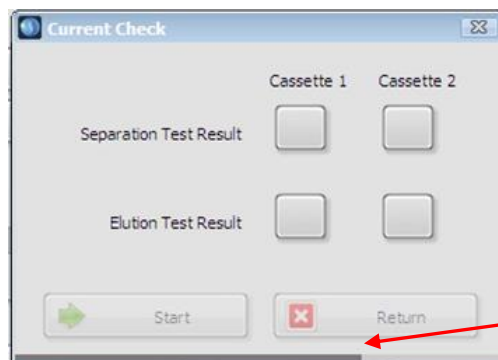 Current Check
Cassette 1 Cassette 2
Separation Test Result
Elution Test Result
Start Return